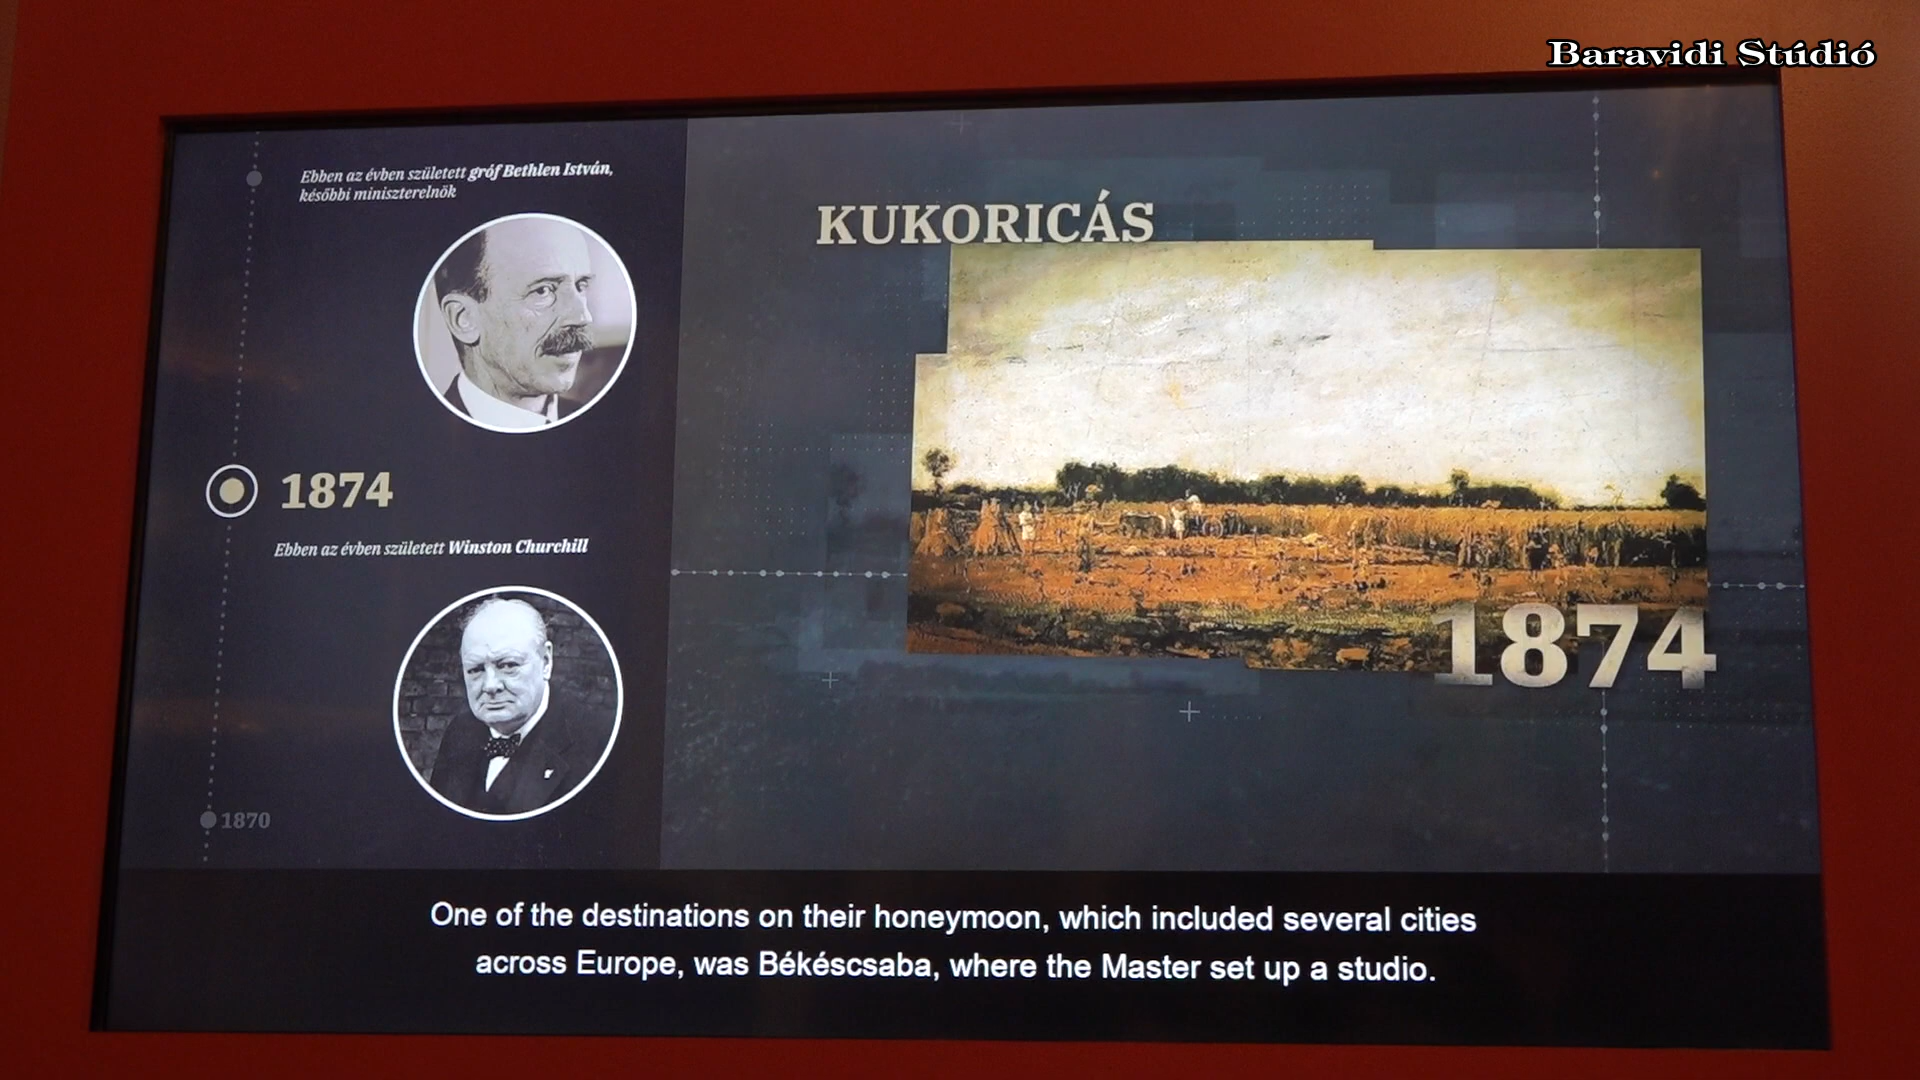 Baravidi Stúdió
Ebben az évben született gróf Bethlen István,
későbbi miniszterelnök
1874
Ebben az évben született Winston Churchill
1870
KUKORICÁS
1874
One of the destinations on their honeymoon, which included several cities
across Europe, was Békéscsaba, where the Master set up a studio.